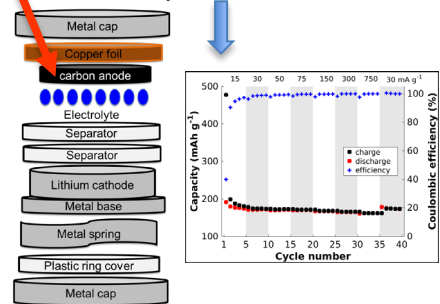 Metal cap
Copper foil
carbon anode
Electrolyte
Separator
Separator
Lithium cathode
Metal base
Metal spring
Plastic ring cover
Metal cap
15 30 50 75 150 300 750 30 mA g⁻¹
Capacity (mAh g⁻¹)
500
400
300
200
100
Coulombic efficiency (%)
100
80
60
40
20
0
charge
discharge
efficiency
1 5 10 15 20 25 30 35 40
Cycle number